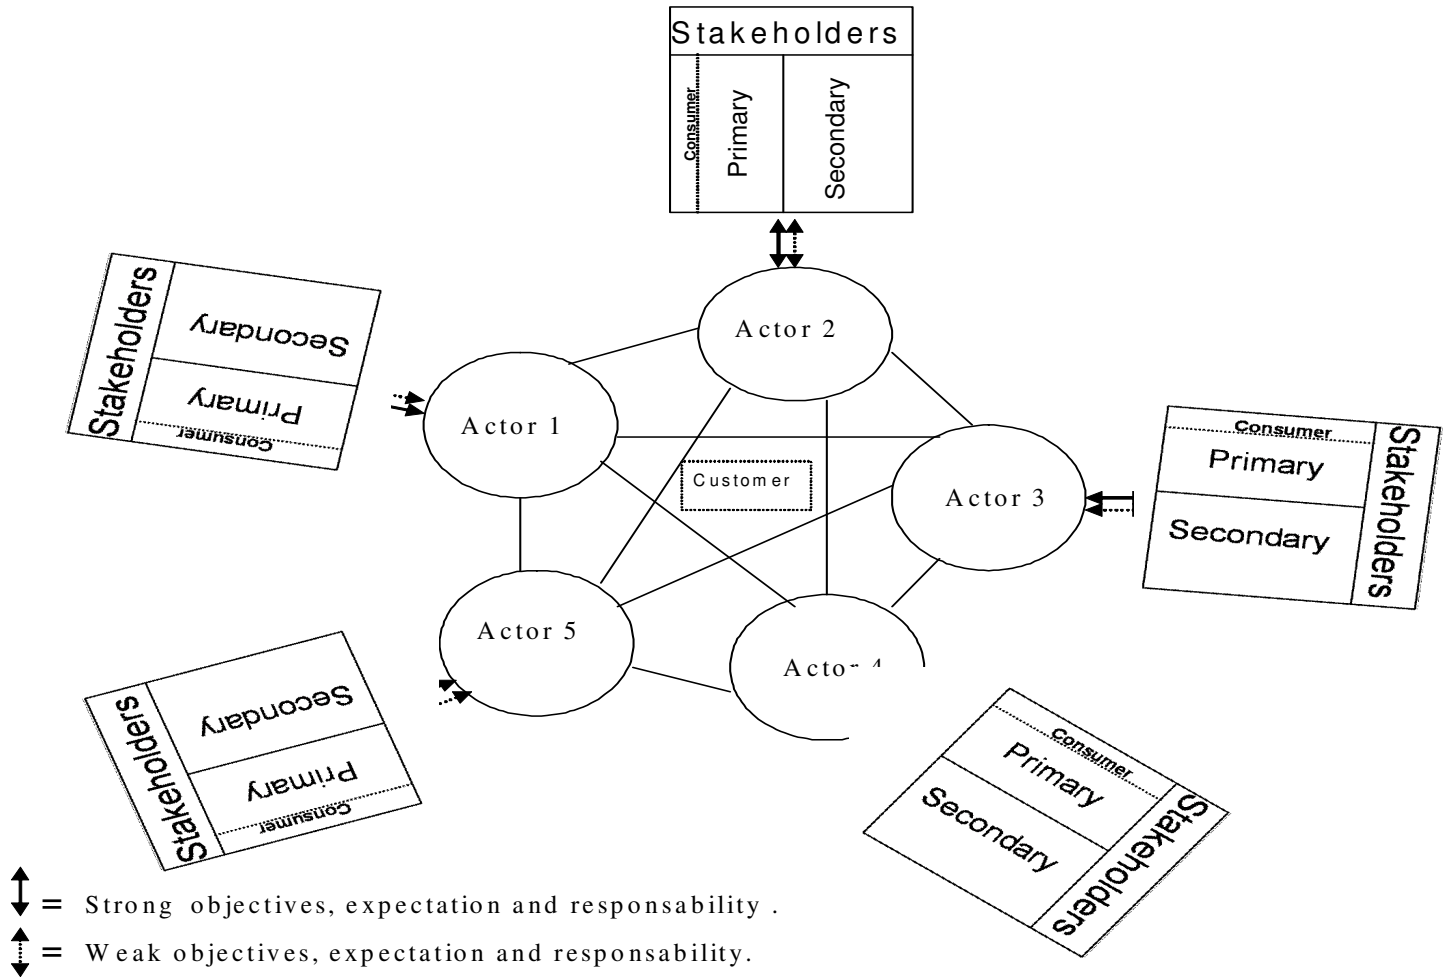 Stakeholders
Consumer
Primary
Secondary
Stakeholders
Secondary
Primary
Consumer
Actor 2
Actor 1
Customer
Actor 3
Consumer
Primary
Secondary
Stakeholders
Actor 5
Actor
Stakeholders
Secondary
Primary
Consumer
Consumer
Primary
Secondary
Stakeholders
= Strong objectives, expectation and responsability .
= Weak objectives, expectation and responsability.